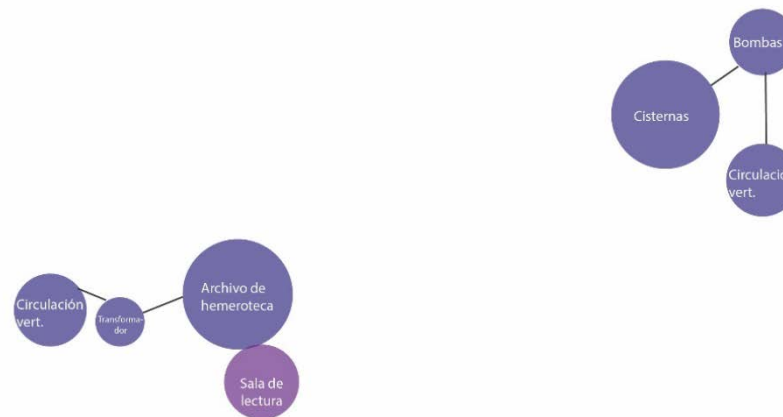 Bombas
Cisternas
Circulació
vert.
Archivo de
hemeroteca
Circulación
vert.
Transforma-
dor
Sala de
lectura